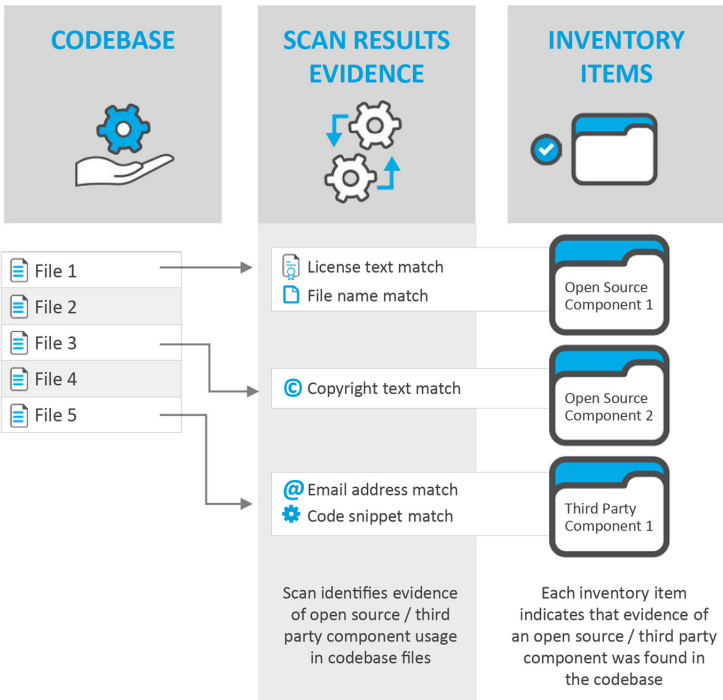 CODEBASE
SCAN RESULTS
EVIDENCE
INVENTORY
ITEMS
File 1
File 2
File 3
File 4
File 5
License text match
File name match
© Copyright text match
@ Email address match
Code snippet match
Open Source
Component 1
Open Source
Component 2
Third Party
Component 1
Scan identifies evidence
of open source / third
party component usage
in codebase files
Each inventory item
indicates that evidence of
an open source / third party
component was found in
the codebase